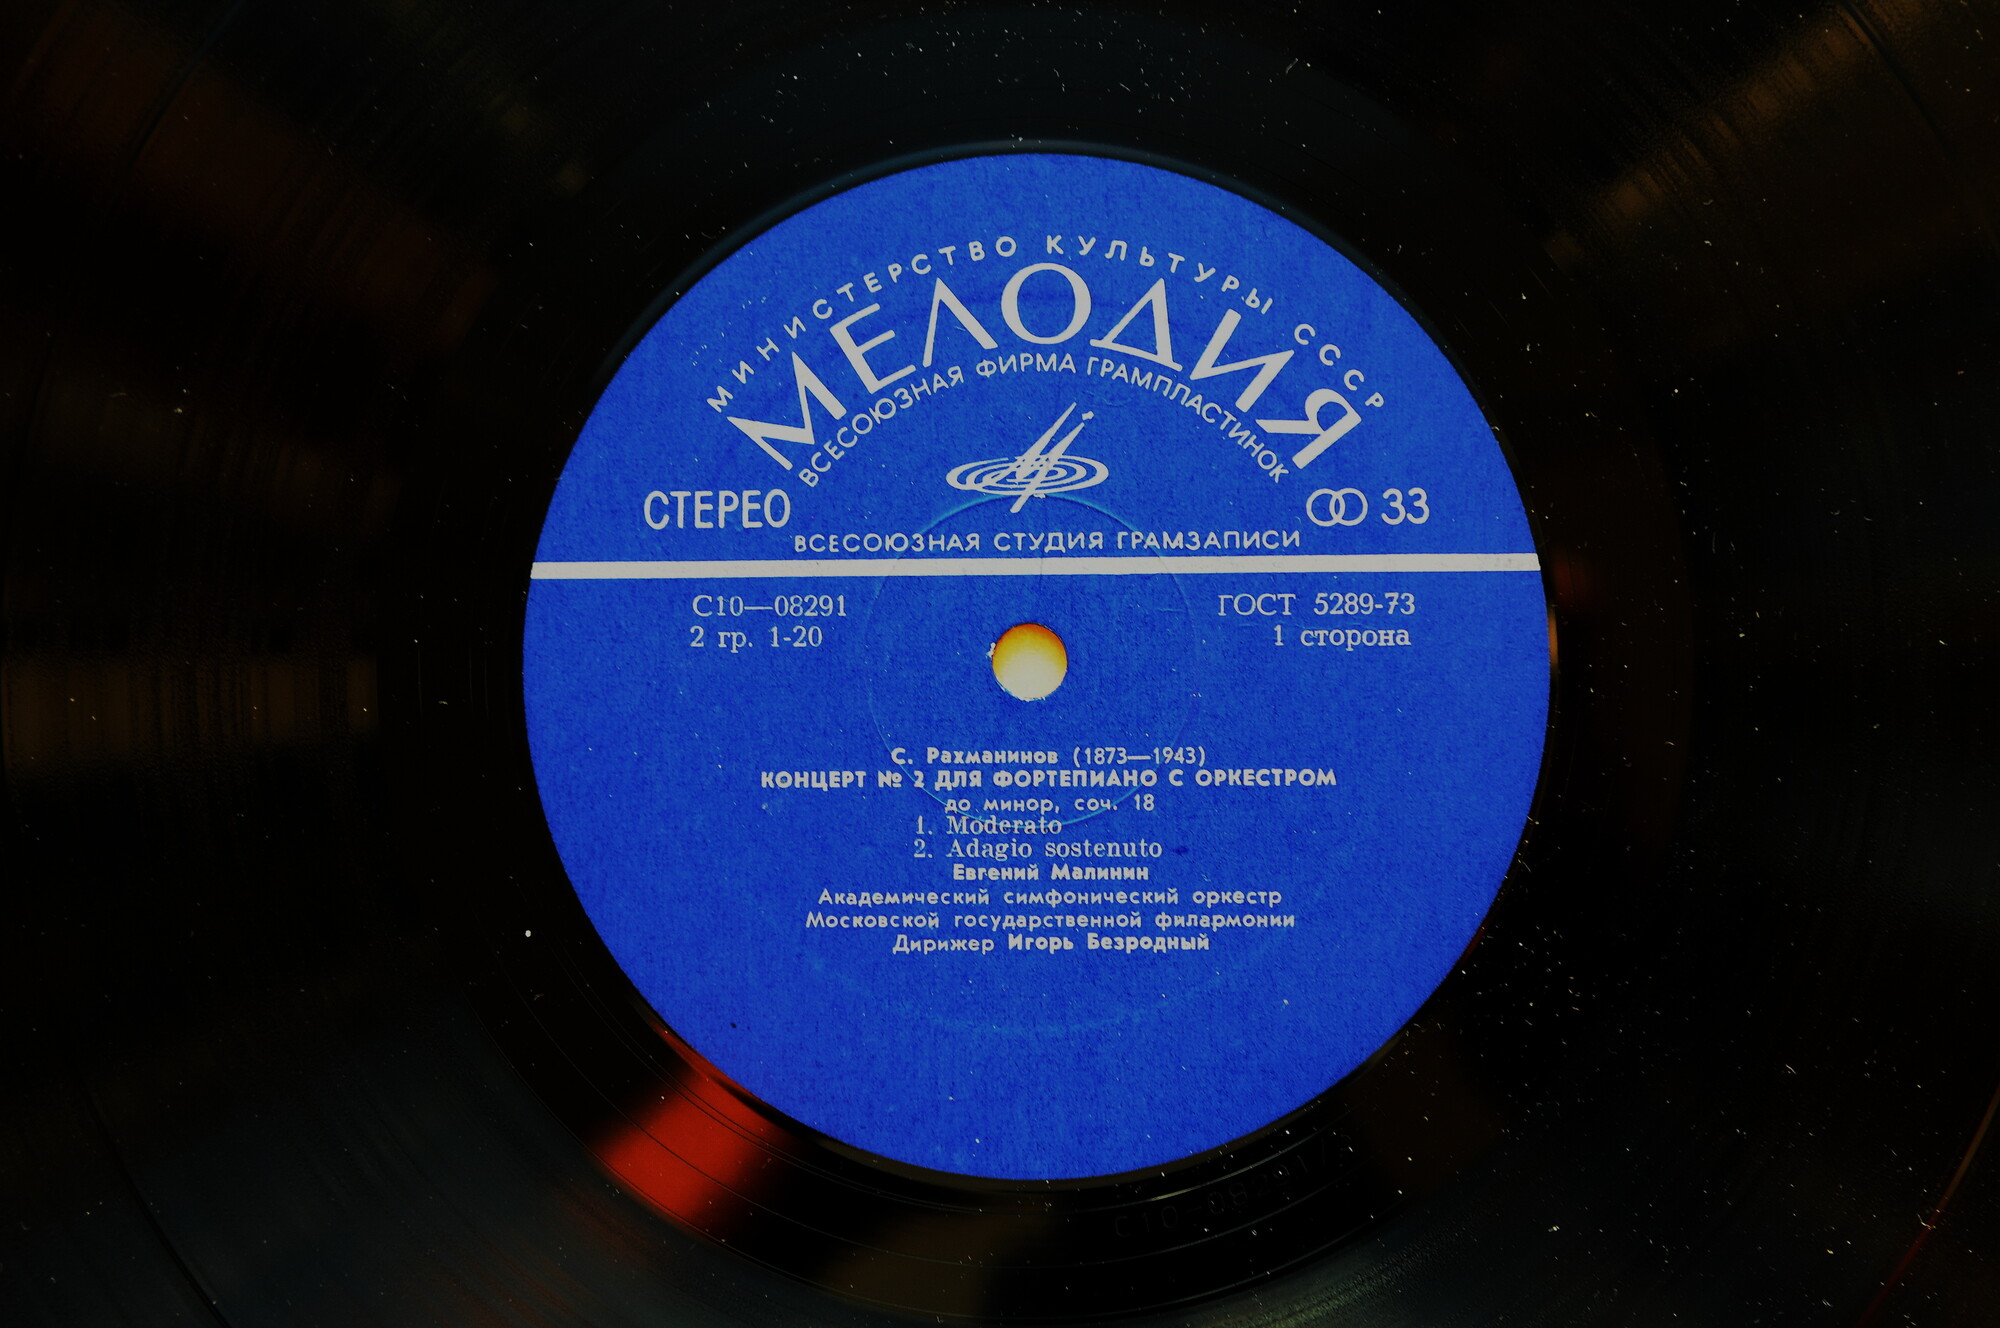 МИНИСТЕРСТВО КУЛЬТУРЫ СССР
МЕЛОДИЯ
ВСЕСОЮЗНАЯ ФИРМА ГРАМПЛАСТИНОК
СТЕРЕО
33
ВСЕСОЮЗНАЯ СТУДИЯ ГРАМЗАПИСИ
С10—08291
ГОСТ 5289-73
2 гр. 1-20
1 сторона
С. Рахманинов (1873—1943)
КОНЦЕРТ № 2 ДЛЯ ФОРТЕПИАНО С ОРКЕСТРОМ
до минор, соч. 18
1. Moderato
2. Adagio sostenuto
Евгений Малинин
Академический симфонический оркестр
Московской государственной филармонии
Дирижер Игорь Безродный